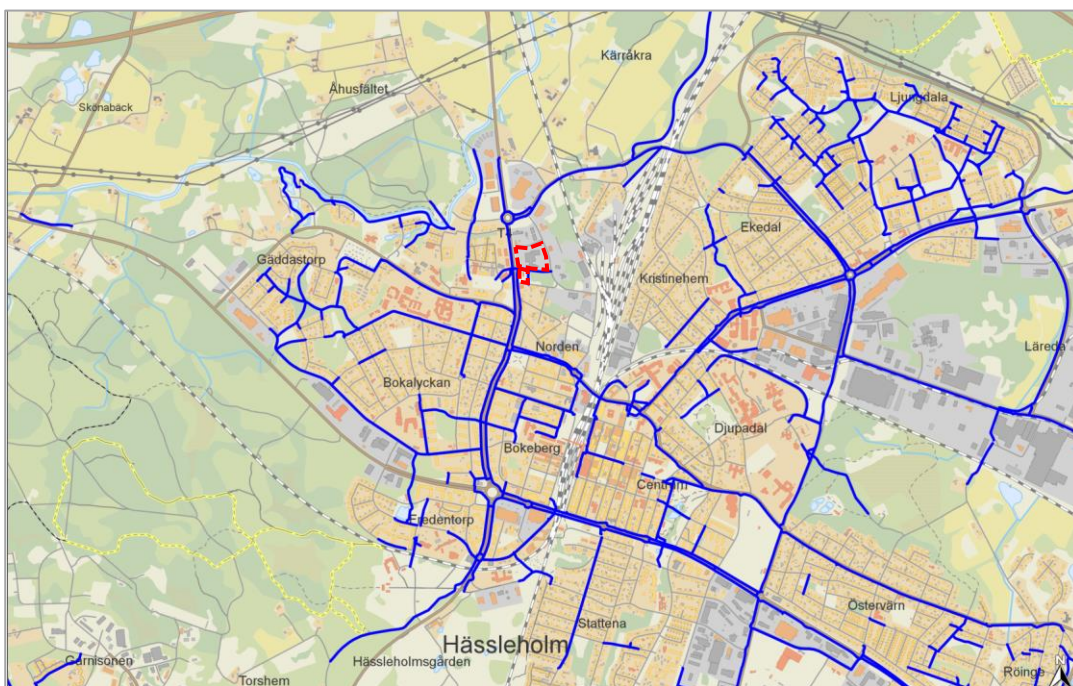 Kärråkra
Åhusfältet
Skönabäck
Ljungdala
Ekedal
Gäddastorp
Kristinehem
Norden
Läreda
Bokalyckan
Djupadal
Bokeberg
Centrum
Fredentorp
Östervärn
Stattena
Hässleholm
Garnisonen
Hässleholmsgården
Röinge
Torshem
N